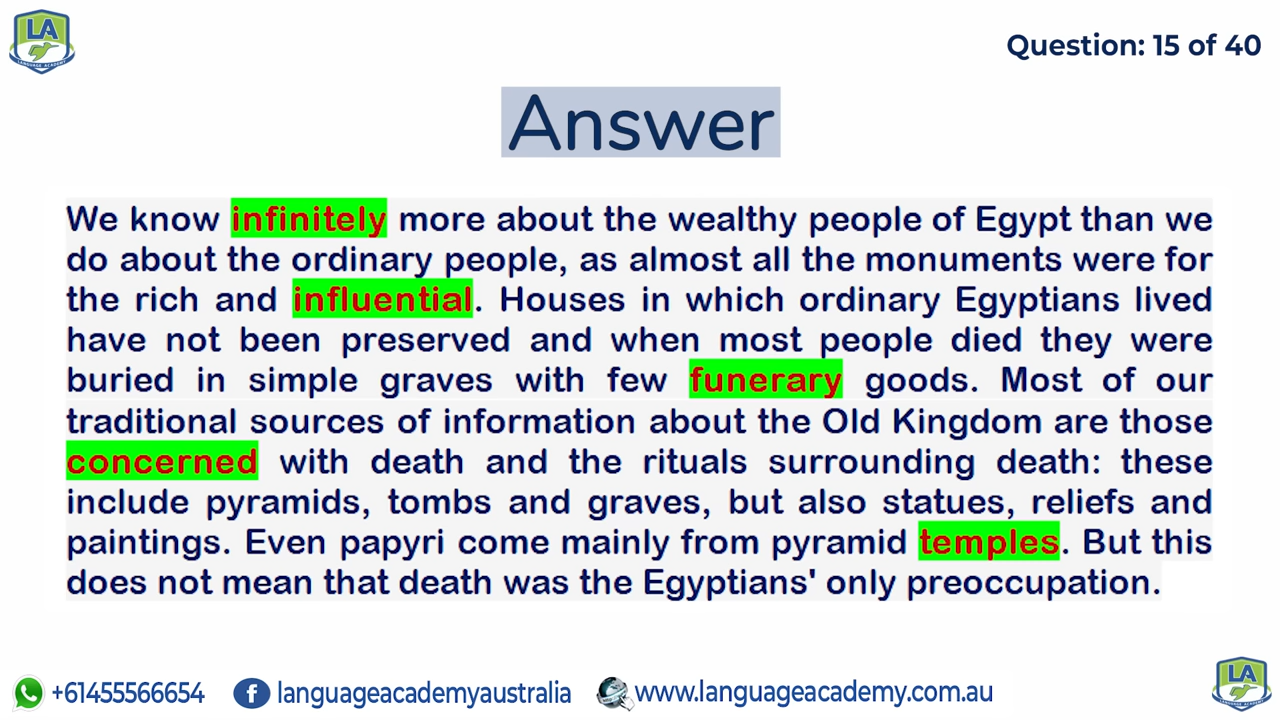 LA
LANGUAGE ACADEMY
Question: 15 of 40
Answer
We know infinitely more about the wealthy people of Egypt than we
do about the ordinary people, as almost all the monuments were for
the rich and influential. Houses in which ordinary Egyptians lived
have not been preserved and when most people died they were
buried in simple graves with few funerary goods. Most of our
traditional sources of information about the Old Kingdom are those
concerned with death and the rituals surrounding death: these
include pyramids, tombs and graves, but also statues, reliefs and
paintings. Even papyri come mainly from pyramid temples. But this
does not mean that death was the Egyptians' only preoccupation.
+61455566654 languageacademyaustralia www.languageacademy.com.au
LA
LANGUAGE ACADEMY